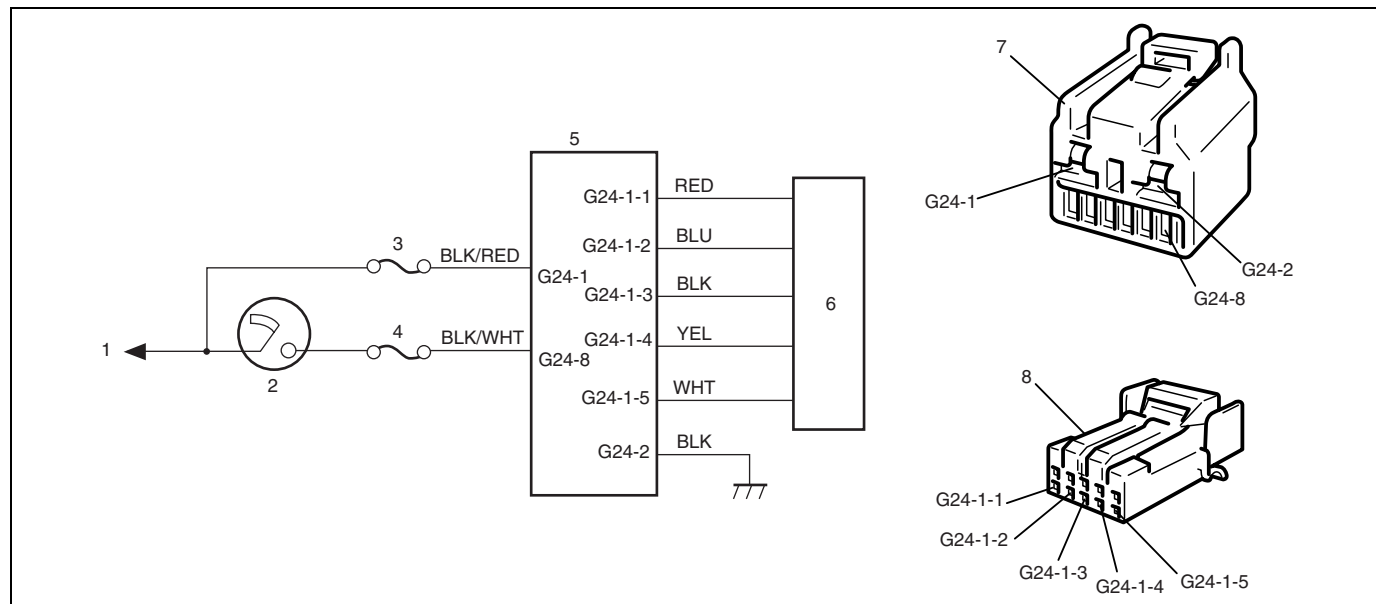 5
G24-1-1 RED
G24-1-2 BLU
3 BLK/RED
G24-1
G24-1-3 BLK
6
4 BLK/WHT
G24-1-4 YEL
1
G24-8
2
G24-1-5 WHT
G24-2 BLK
7
G24-1
G24-2
G24-8
8
G24-1-1
G24-1-2
G24-1-3
G24-1-4
G24-1-5